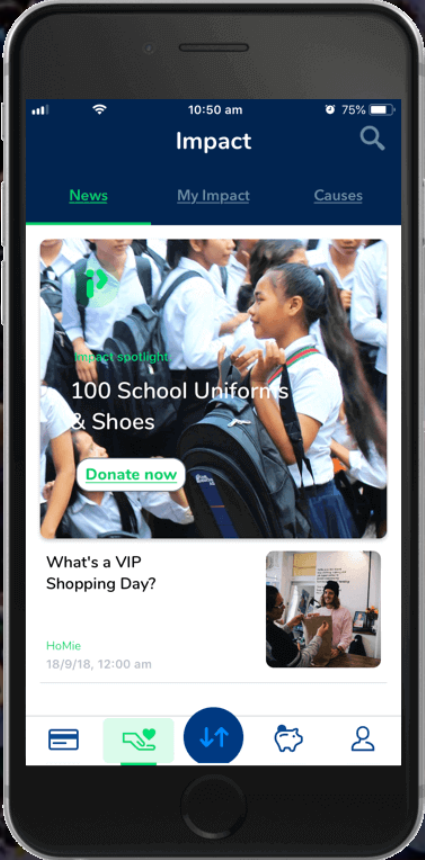 10:50 am
75%
Impact
News
My Impact
Causes
Impact spotlight
100 School Uniforms
& Shoes
Donate now
What's a VIP
Shopping Day?
HoMie
18/9/18, 12:00 am